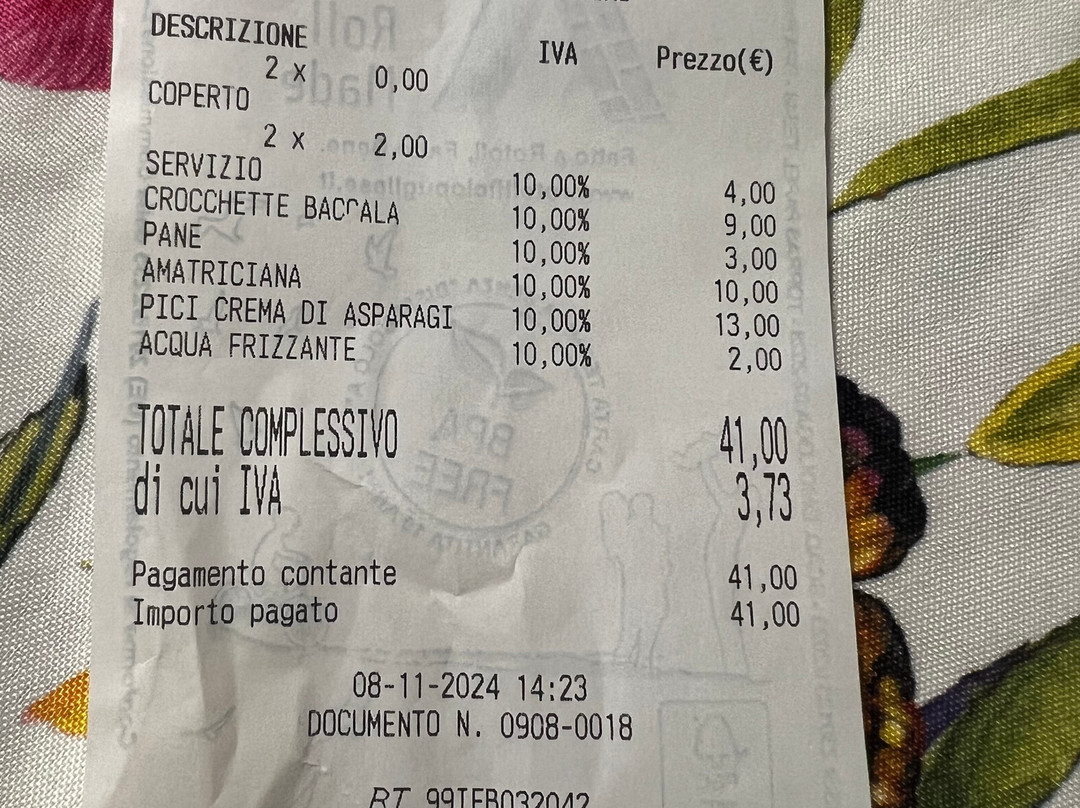 DESCRIZIONE IVA Prezzo(€)
2 x 0,00
COPERTO
2 x 2,00
SERVIZIO 10,00% 4,00
CROCCHETTE BACCALA 10,00% 9,00
PANE 10,00% 3,00
AMATRICIANA 10,00% 10,00
PICI CREMA DI ASPARAGI 10,00% 13,00
ACQUA FRIZZANTE 10,00% 2,00
TOTALE COMPLESSIVO 41,00
di cui IVA 3,73
Pagamento contante 41,00
Importo pagato 41,00
08-11-2024 14:23
DOCUMENTO N. 0908-0018
RT 99IEB032042
BPA
FREE